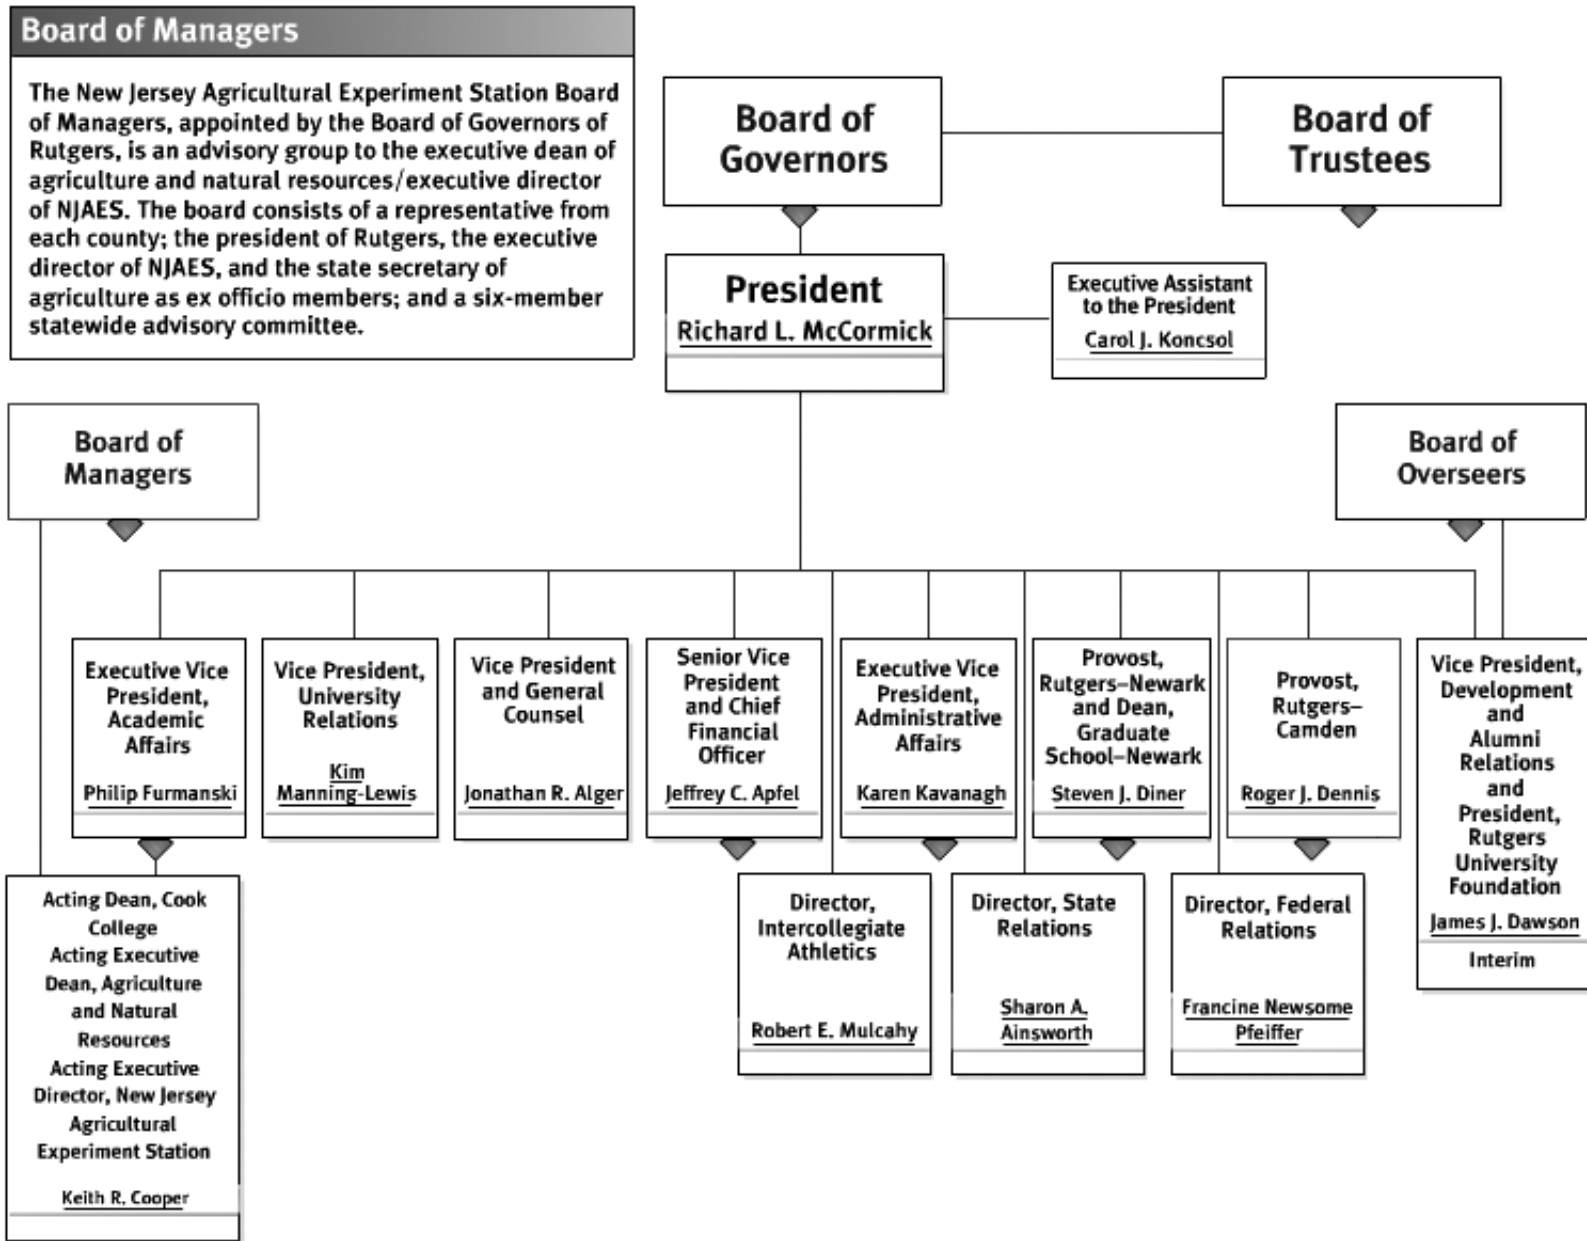 Board of Managers
The New Jersey Agricultural Experiment Station Board
of Managers, appointed by the Board of Governors of
Rutgers, is an advisory group to the executive dean of
agriculture and natural resources/executive director
of NJAES. The board consists of a representative from
each county; the president of Rutgers, the executive
director of NJAES, and the state secretary of
agriculture as ex officio members; and a six-member
statewide advisory committee.
Board of
Governors
Board of
Trustees
President
Richard L. McCormick
Executive Assistant
to the President
Carol J. Koncsol
Board of
Managers
Board of
Overseers
Executive Vice
President,
Academic
Affairs
Philip Furmanski
Vice President,
University
Relations
Kim
Manning-Lewis
Vice President
and General
Counsel
Jonathan R. Alger
Senior Vice
President
and Chief
Financial
Officer
Jeffrey C. Apfel
Executive Vice
President,
Administrative
Affairs
Karen Kavanagh
Provost,
Rutgers–Newark
and Dean,
Graduate
School–Newark
Steven J. Diner
Provost,
Rutgers–
Camden
Roger J. Dennis
Vice President,
Development
and
Alumni
Relations
and
President,
Rutgers
University
Foundation
James J. Dawson
Interim
Acting Dean, Cook
College
Acting Executive
Dean, Agriculture
and Natural
Resources
Acting Executive
Director, New Jersey
Agricultural
Experiment Station
Keith R. Cooper
Director,
Intercollegiate
Athletics
Robert E. Mulcahy
Director, State
Relations
Sharon A.
Ainsworth
Director, Federal
Relations
Francine Newsome
Pfeiffer